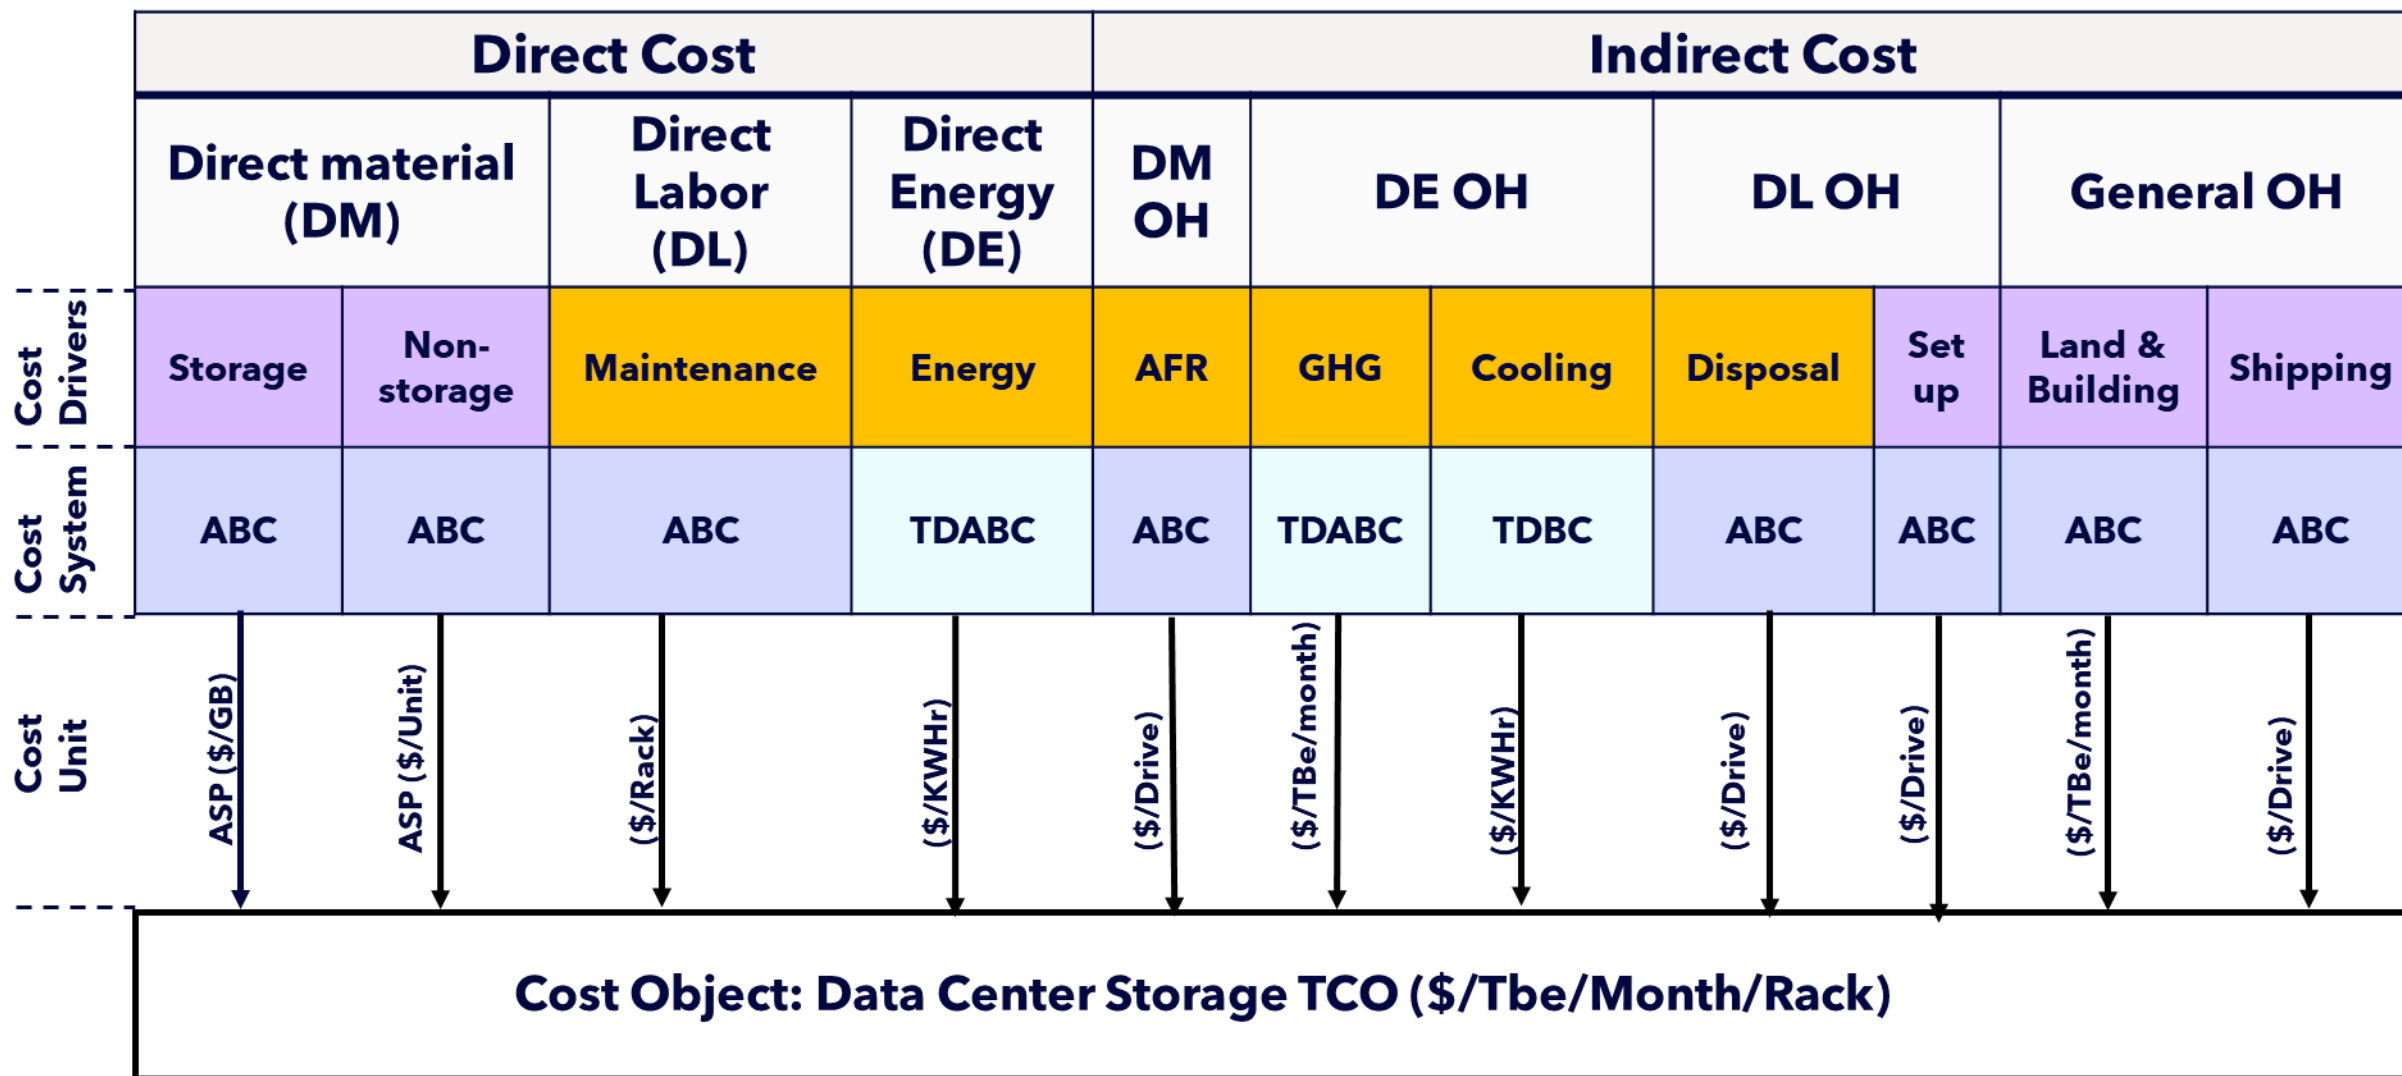 Direct Cost
Indirect Cost
Direct material
(DM)
Direct
Labor
(DL)
Direct
Energy
(DE)
DM
OH
DE OH
DL OH
General OH
Cost
Drivers
Storage
Non-
storage
Maintenance
Energy
AFR
GHG
Cooling
Disposal
Set
up
Land &
Building
Shipping
Cost
System
ABC
ABC
ABC
TDABC
ABC
TDABC
TDBC
ABC
ABC
ABC
ABC
Cost
Unit
ASP ($/GB)
ASP ($/Unit)
($/Rack)
($/KWHr)
($/Drive)
($/TBe/month)
($/KWHr)
($/Drive)
($/Drive)
($/TBe/month)
($/Drive)
Cost Object: Data Center Storage TCO ($/Tbe/Month/Rack)